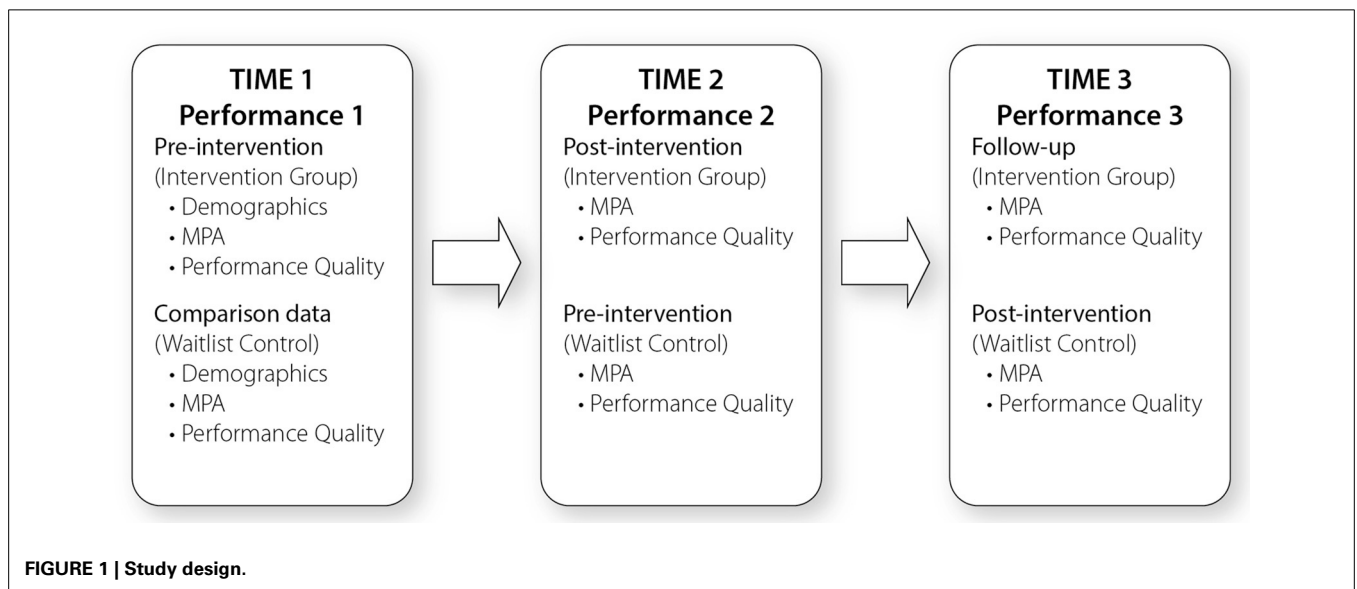 TIME 1
Performance 1
Pre-intervention
(Intervention Group)
• Demographics
• MPA
• Performance Quality
Comparison data
(Waitlist Control)
• Demographics
• MPA
• Performance Quality
TIME 2
Performance 2
Post-intervention
(Intervention Group)
• MPA
• Performance Quality
Pre-intervention
(Waitlist Control)
• MPA
• Performance Quality
TIME 3
Performance 3
Follow-up
(Intervention Group)
• MPA
• Performance Quality
Post-intervention
(Waitlist Control)
• MPA
• Performance Quality
FIGURE 1 | Study design.